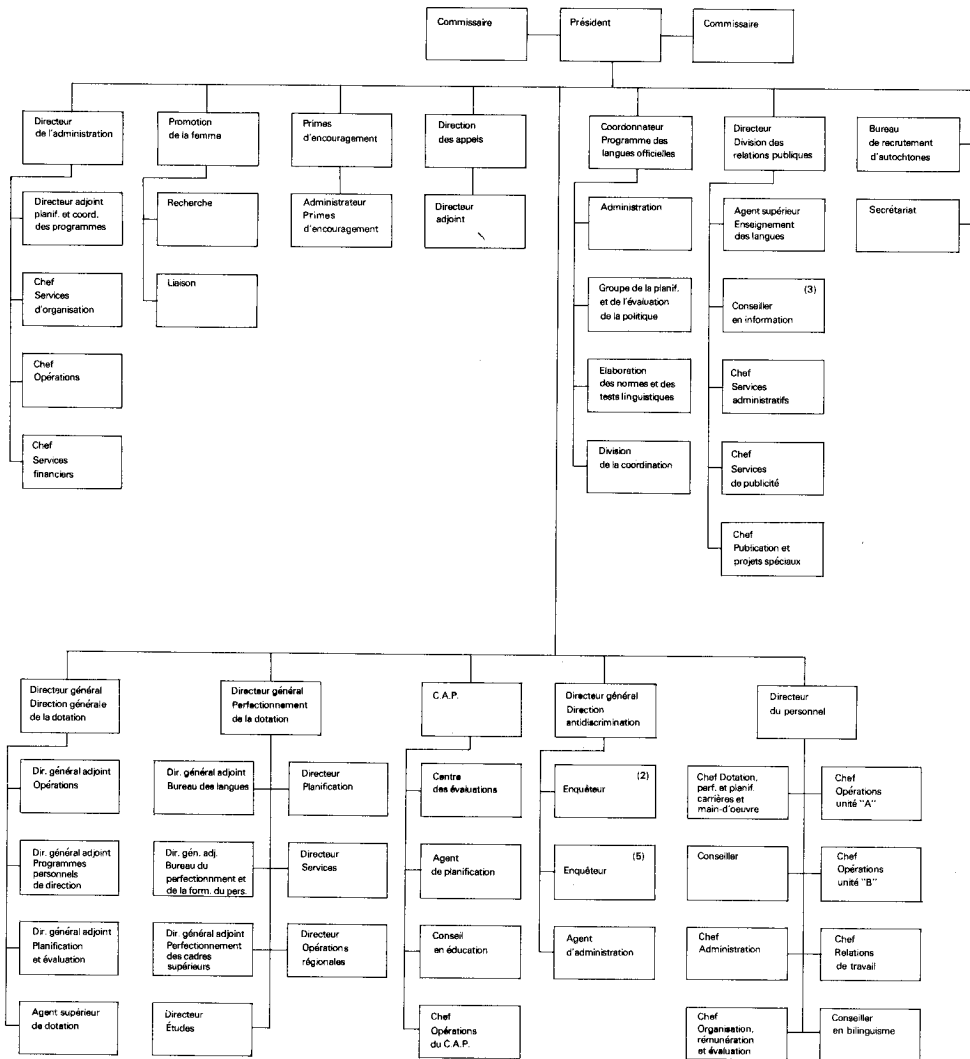 Commissaire
Président
Commissaire
Directeur
de l'administration
Promotion
de la femme
Primes
d'encouragement
Direction
des appels
Coordonnateur
Programme des
langues officielles
Directeur
Division des
relations publiques
Bureau
de recrutement
d'autochtones
Directeur adjoint
planif. et coord.
des programmes
Recherche
Administrateur
Primes
d'encouragement
Directeur
adjoint
Administration
Agent supérieur
Enseignement
des langues
Secrétariat
Chef
Services
d'organisation
Liaison
Groupe de la planif.
et de l'évaluation
de la politique
(3)
Conseiller
en information
Chef
Opérations
Elaboration
des normes et des
tests linguistiques
Chef
Services
administratifs
Chef
Services
financiers
Division
de la coordination
Chef
Services
de publicité
Chef
Publication et
projets spéciaux
Directeur général
Direction générale
de la dotation
Directeur général
Perfectionnement
de la dotation
C.A.P.
Directeur général
Direction
antidiscrimination
Directeur
du personnel
Dir. général adjoint
Opérations
Dir. général adjoint
Bureau des langues
Directeur
Planification
Centre
des évaluations
(2)
Enquêteur
Chef Dotation,
perf. et planif.
carrières et
main-d'oeuvre
Chef
Opérations
unité "A"
Dir. général adjoint
Programmes
personnels
de direction
Dir. gén. adj.
Bureau du
perfectionnment et
de la form. du pers.
Directeur
Services
Agent
de planification
(5)
Enquêteur
Conseiller
Chef
Opérations
unité "B"
Dir. général adjoint
Planification
et évaluation
Dir. général adjoint
Perfectionnement
des cadres
supérieurs
Directeur
Opérations
régionales
Conseil
en éducation
Agent
d'administration
Chef
Administration
Chef
Relations
de travail
Agent supérieur
de dotation
Directeur
Études
Chef
Opérations
du C.A.P.
Chef
Organisation,
rémunération
et évaluation
Conseiller
en bilinguisme